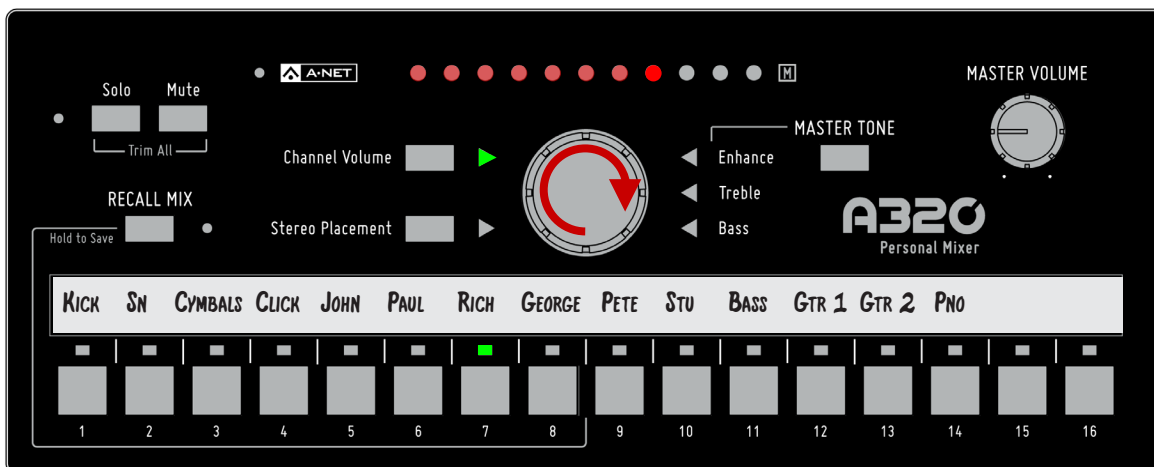 A·NET
M
MASTER VOLUME
Solo Mute
Trim All
MASTER TONE
Channel Volume
Enhance
Treble
RECALL MIX
Hold to Save
Stereo Placement
Bass
A320
Personal Mixer
Kick Sn Cymbals Click John Paul Rich George Pete Stu Bass Gtr 1 Gtr 2 Pno
1 2 3 4 5 6 7 8 9 10 11 12 13 14 15 16